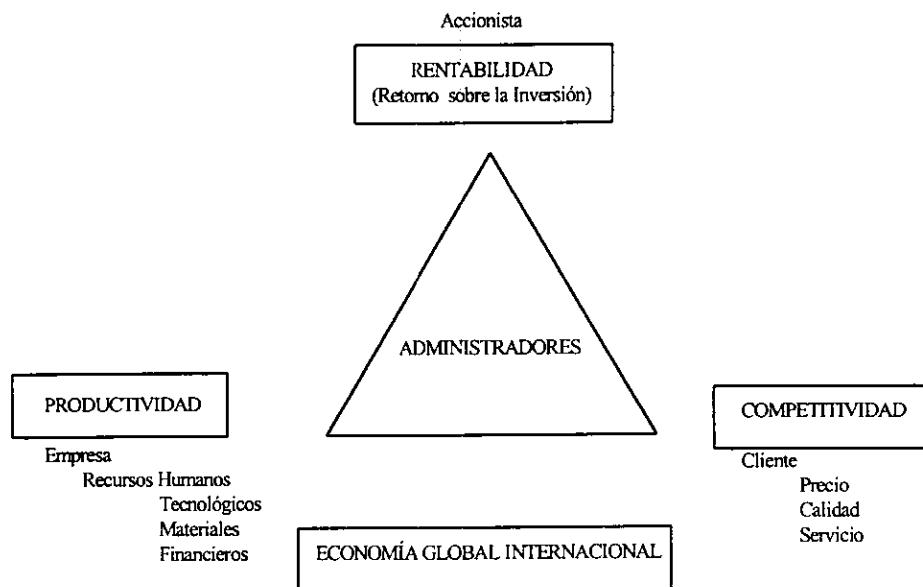 Accionista
RENTABILIDAD
(Retorno sobre la Inversión)
ADMINISTRADORES
PRODUCTIVIDAD
Empresa
Recursos Humanos
Tecnológicos
Materiales
Financieros
COMPETITIVIDAD
Cliente
Precio
Calidad
Servicio
ECONOMÍA GLOBAL INTERNACIONAL